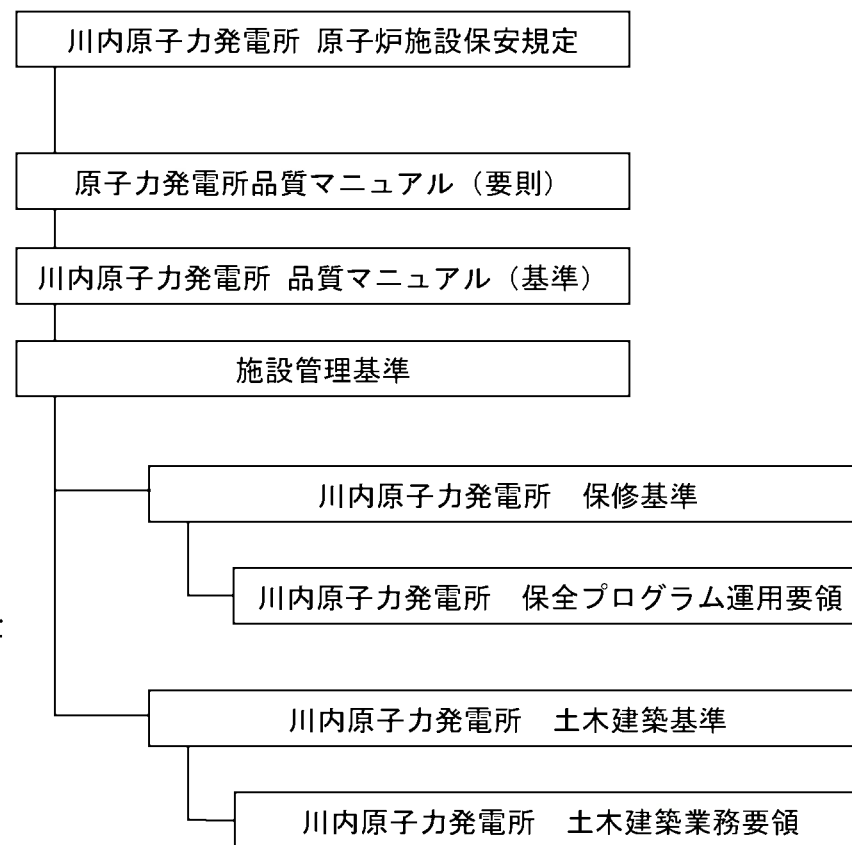 川内原子力発電所 原子炉施設保安規定
原子力発電所品質マニュアル（要則）
川内原子力発電所 品質マニュアル（基準）
施設管理基準
川内原子力発電所　保修基準
川内原子力発電所　保全プログラム運用要領
川内原子力発電所　土木建築基準
川内原子力発電所　土木建築業務要領